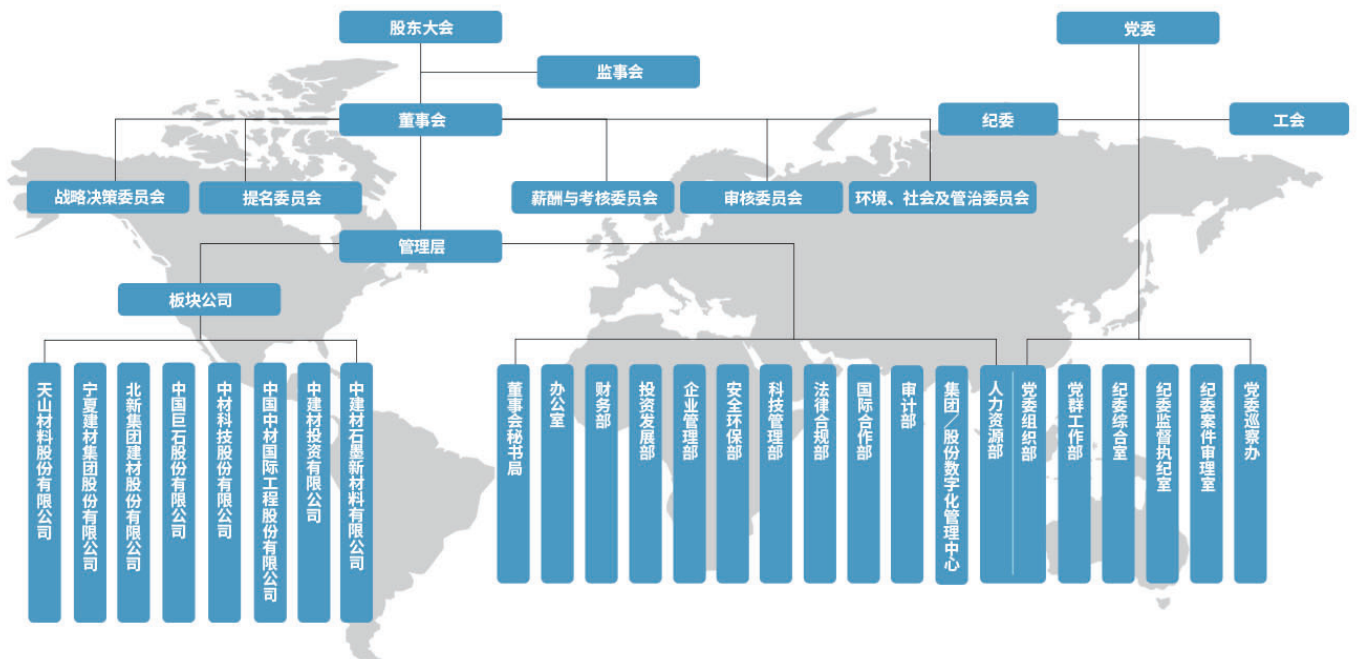 股东大会
党委
监事会
董事会
纪委
工会
战略决策委员会
提名委员会
薪酬与考核委员会
审核委员会
环境、社会及管治委员会
管理层
板块公司
天山材料股份有限公司
宁夏建材集团股份有限公司
北新集团建材股份有限公司
中国巨石股份有限公司
中材科技股份有限公司
中国中材国际工程股份有限公司
中建材投资有限公司
中建材石墨新材料有限公司
董事会秘书局
办公室
财务部
投资发展部
企业管理部
安全环保部
科技管理部
法律合规部
国际合作部
审计部
集团／股份数字化管理中心
人力资源部
党委组织部
党群工作部
纪委综合室
纪委监督执纪室
纪委案件审理室
党委巡察办